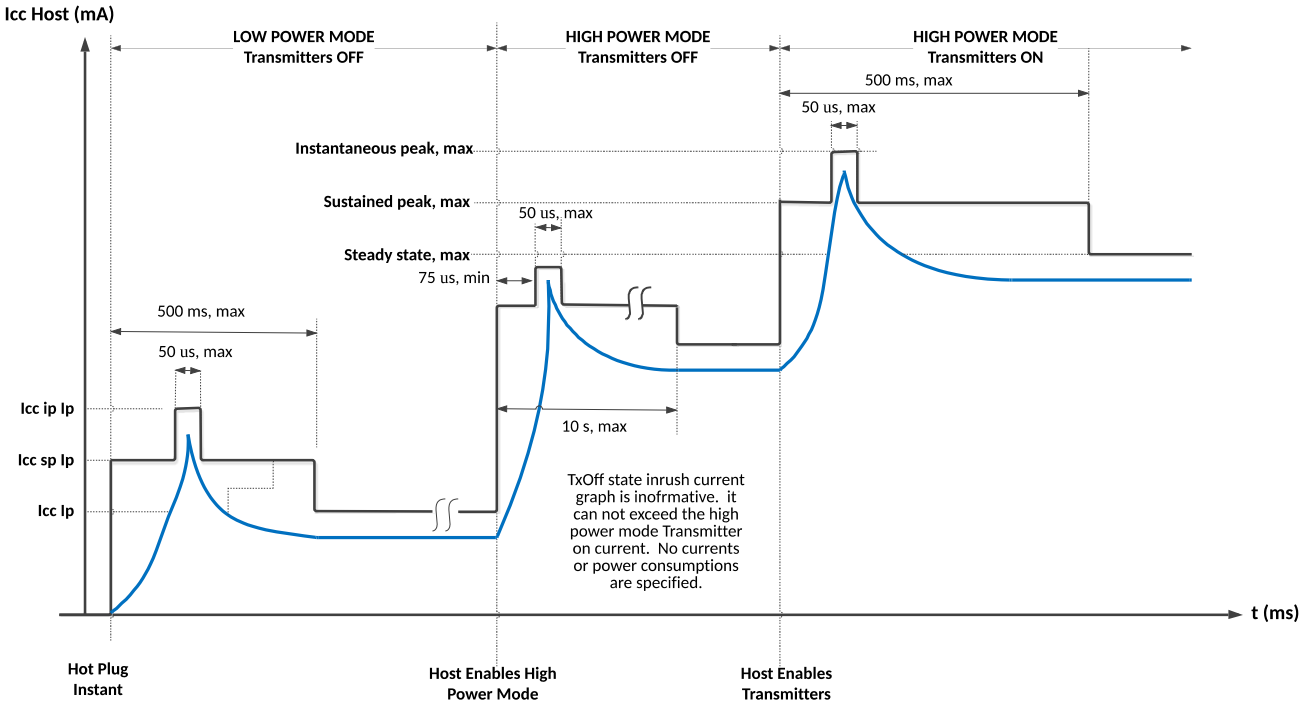 Icc Host (mA)
LOW POWER MODE
Transmitters OFF
HIGH POWER MODE
Transmitters OFF
HIGH POWER MODE
Transmitters ON
500 ms, max
50 us, max
Instantaneous peak, max
Sustained peak, max
50 us, max
Steady state, max
75 us, min
500 ms, max
50 us, max
Icc ip lp
10 s, max
Icc sp lp
Icc lp
TxOff state inrush current
graph is inofrmative.  it
can not exceed the high
power mode Transmitter
on current.  No currents
or power consumptions
are specified.
t (ms)
Hot Plug
Instant
Host Enables High
Power Mode
Host Enables
Transmitters